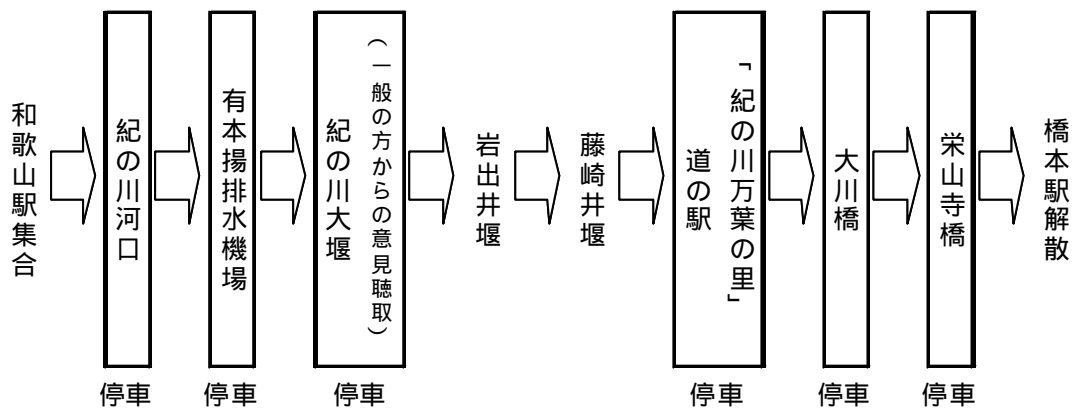 和歌山駅集合
紀の川河口
停車
有本揚排水機場
停車
紀の川大堰
(一般の方からの意見聴取)
停車
岩出井堰
藤崎井堰
道の駅
「紀の川万葉の里」
停車
大川橋
停車
栄山寺橋
停車
橋本駅解散